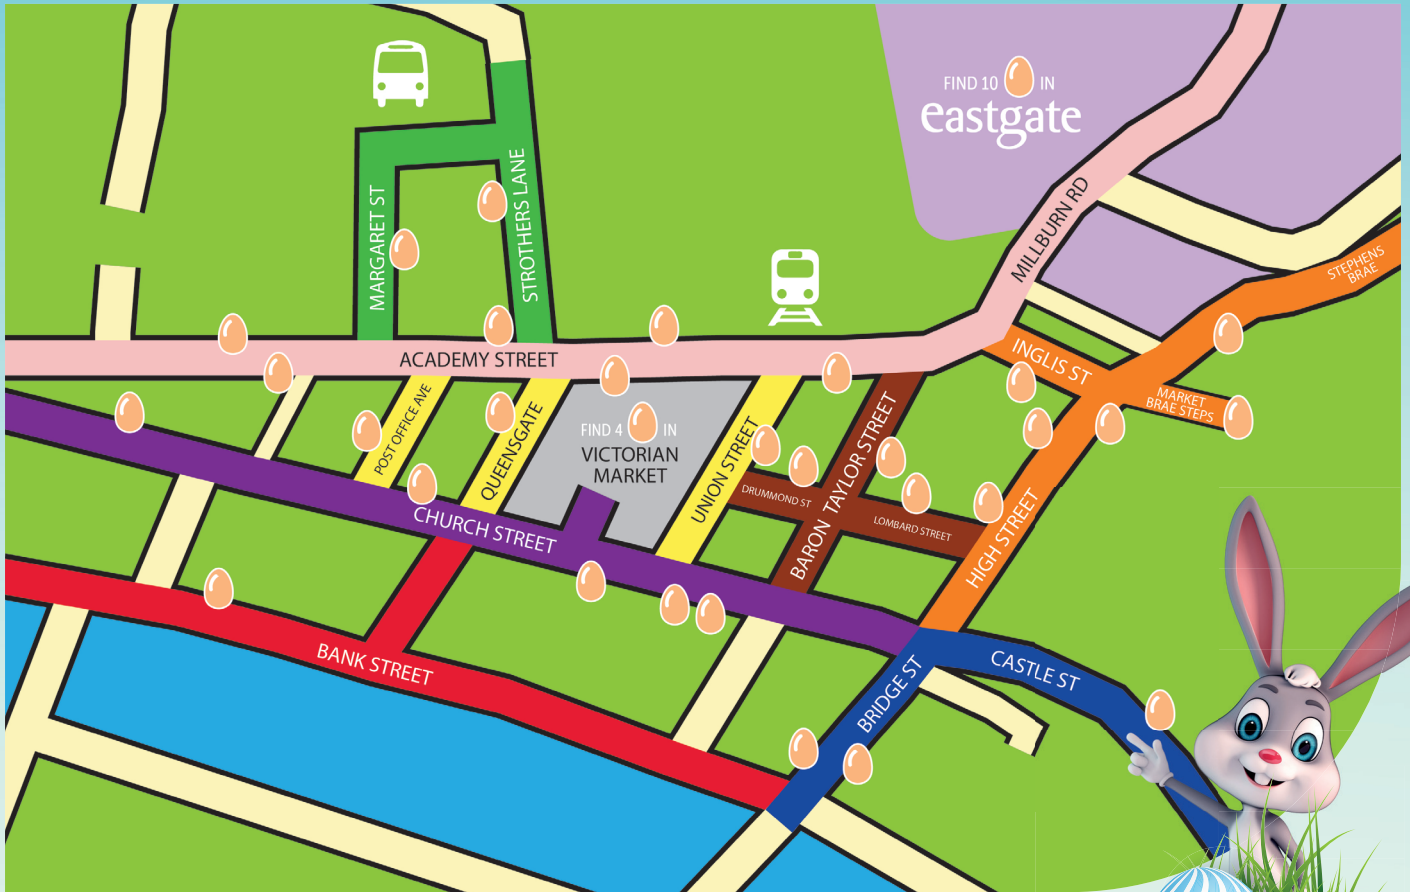 FIND 10 IN
eastgate
MILLBURN RD
STEPHENS
BRAE
MARGARET ST
STROTHERS LANE
ACADEMY STREET
INGLIS ST
MARKET
BRAE STEPS
POST OFFICE AVE
QUEENSGATE
FIND 4 IN
VICTORIAN
MARKET
UNION STREET
BARON TAYLOR STREET
DRUMMOND ST
LOMBARD STREET
HIGH STREET
CHURCH STREET
BANK STREET
BRIDGE ST
CASTLE ST